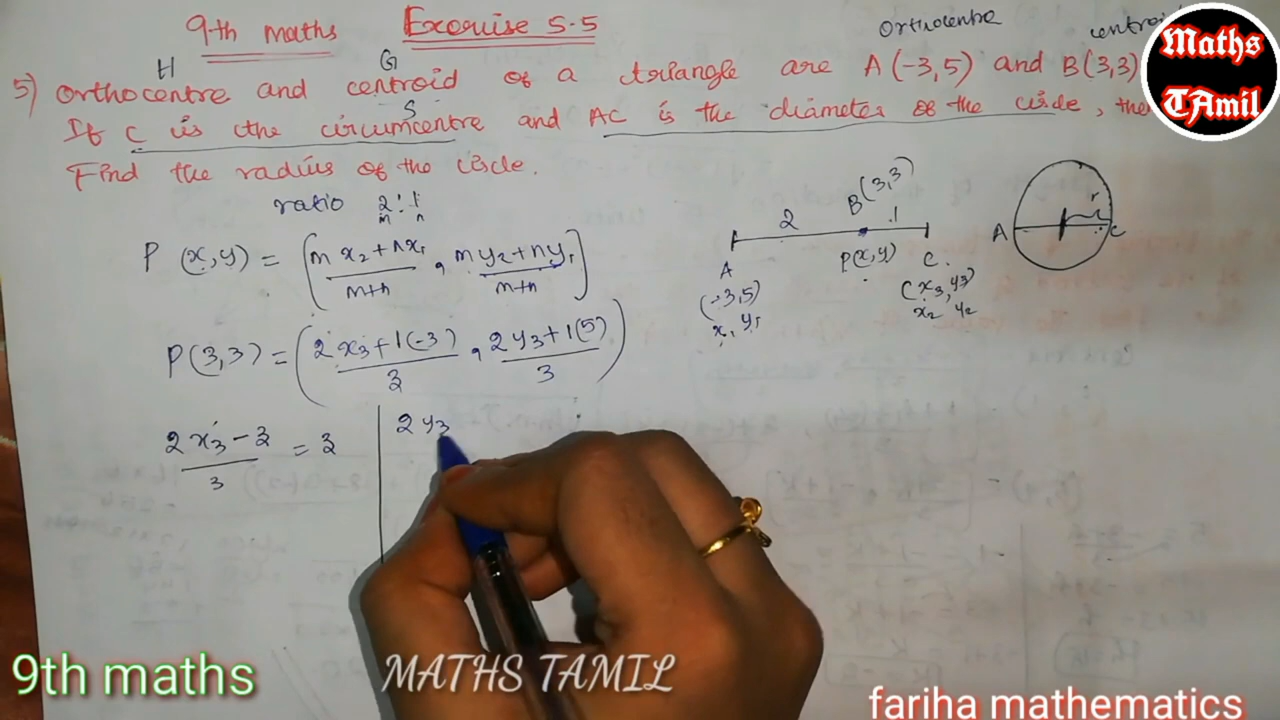 9-th maths Exercise 5.5
Orthocentre
H G
5) Orthocentre and centroid of a triangle are A(-3,5) and B(3,3)
S
If C is the circumcentre and AC is the diameter of the circle, the
Find the radius of the circle.
ratio 2:1
m n
P(x,y) = (mx₂+nx₁/m+n, my₂+ny₁/m+n)
P(3,3) = (2x₃+1(-3)/3, 2y₃+1(5)/3)
2x₃-3/3 = 3
2y₃
2 B(3,3) 1
A P(x,y) C
(-3,5) (x₃,y₃)
x₁y₁ x₂ y₂
A r C
Maths
TAmil
9th maths
MATHS TAMIL
fariha mathematics